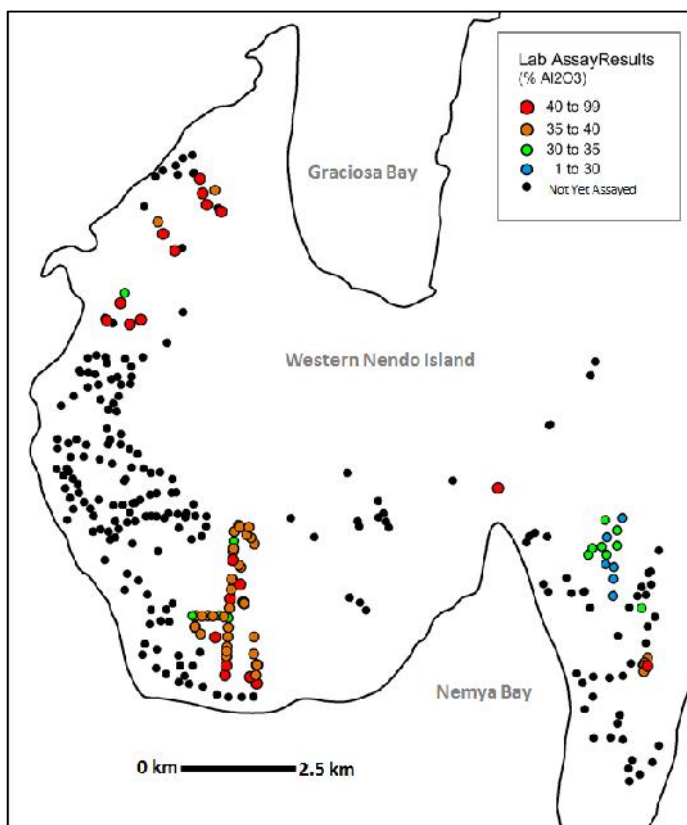 Lab AssayResults
(% Al2O3)
40 to 99
35 to 40
30 to 35
1 to 30
Not Yet Assayed
Graciosa Bay
Western Nendo Island
Nemya Bay
0 km
2.5 km